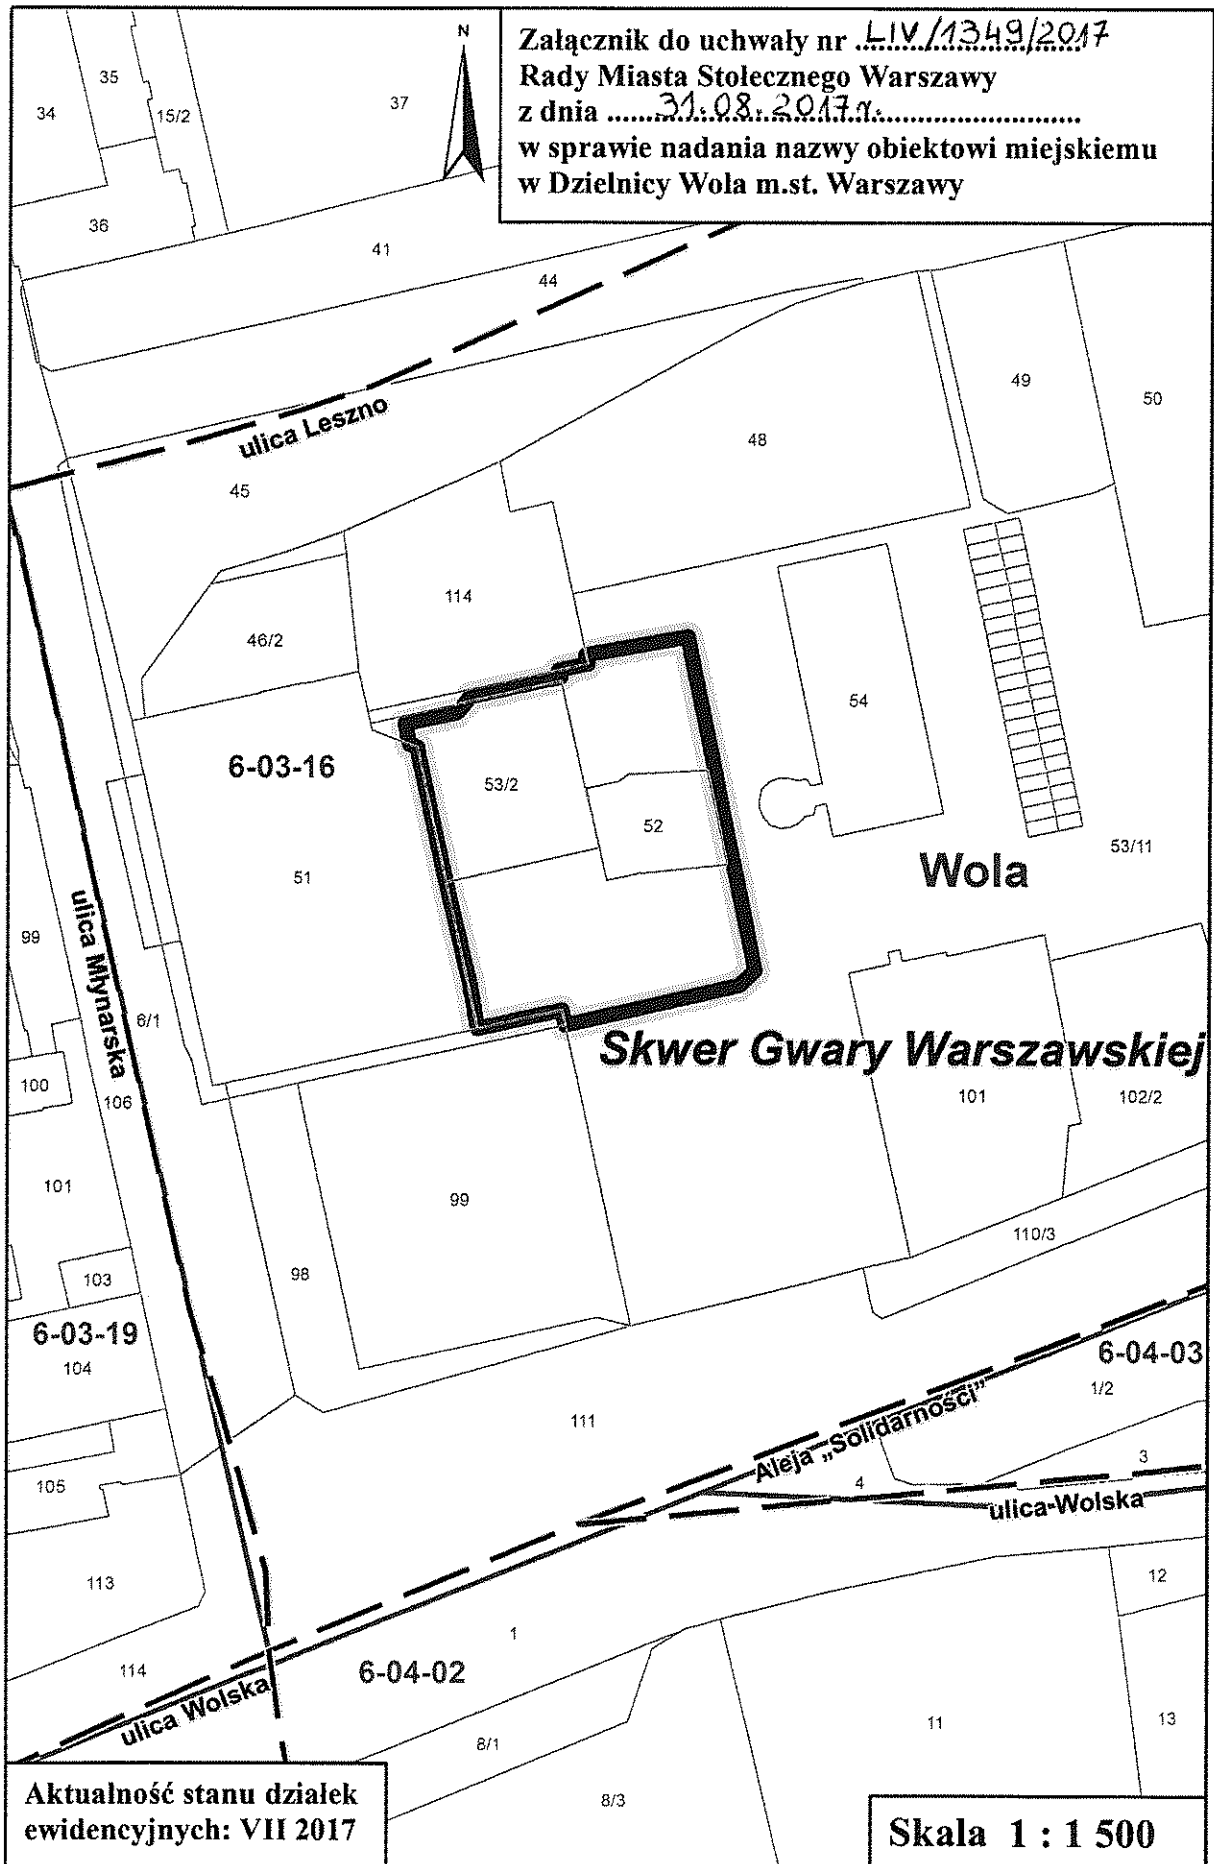 Załącznik do uchwały nr LIV/1349/2017
Rady Miasta Stołecznego Warszawy
z dnia 31.08.2017 r.
w sprawie nadania nazwy obiektowi miejskiemu
w Dzielnicy Wola m.st. Warszawy
N
35
34
15/2
37
36
41
44
49
50
48
ulica Leszno
45
114
46/2
54
6-03-16
53/2
52
53/11
Wola
51
ulica Młynarska
99
6/1
Skwer Gwary Warszawskiej
100
106
101
102/2
101
99
110/3
98
103
6-03-19
104
6-04-03
1/2
111
Aleja „Solidarności”
3
4
105
ulica Wolska
113
12
1
114
6-04-02
ulica Wolska
11
13
8/1
8/3
Aktualność stanu działek
ewidencyjnych: VII 2017
Skala 1 : 1 500